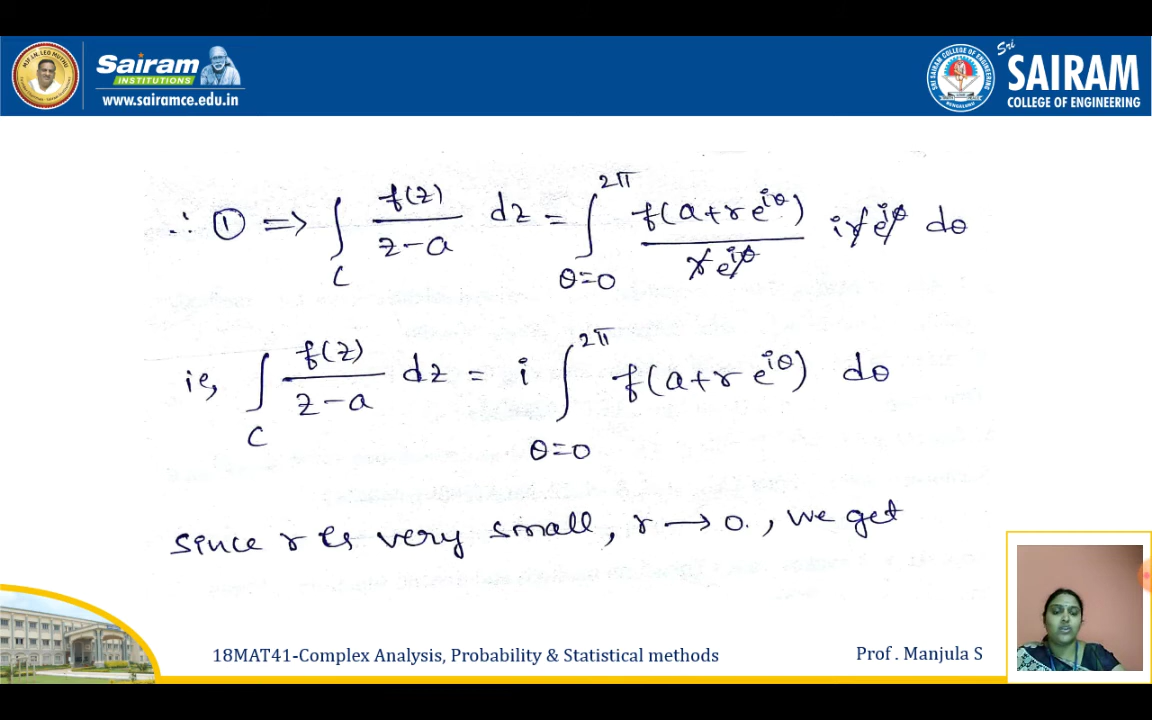 Sairam
INSTITUTIONS
www.sairamce.edu.in
Sri
SAIRAM
COLLEGE OF ENGINEERING
∴ ① => ∫_C f(z)/(z-a) dz = ∫_{θ=0}^{2π} f(a+re^{iθ})/(re^{iθ}) ire^{iθ} dθ
ie, ∫_C f(z)/(z-a) dz = i ∫_{θ=0}^{2π} f(a+re^{iθ}) dθ
since r is very small, r → 0., we get
18MAT41-Complex Analysis, Probability & Statistical methods
Prof . Manjula S